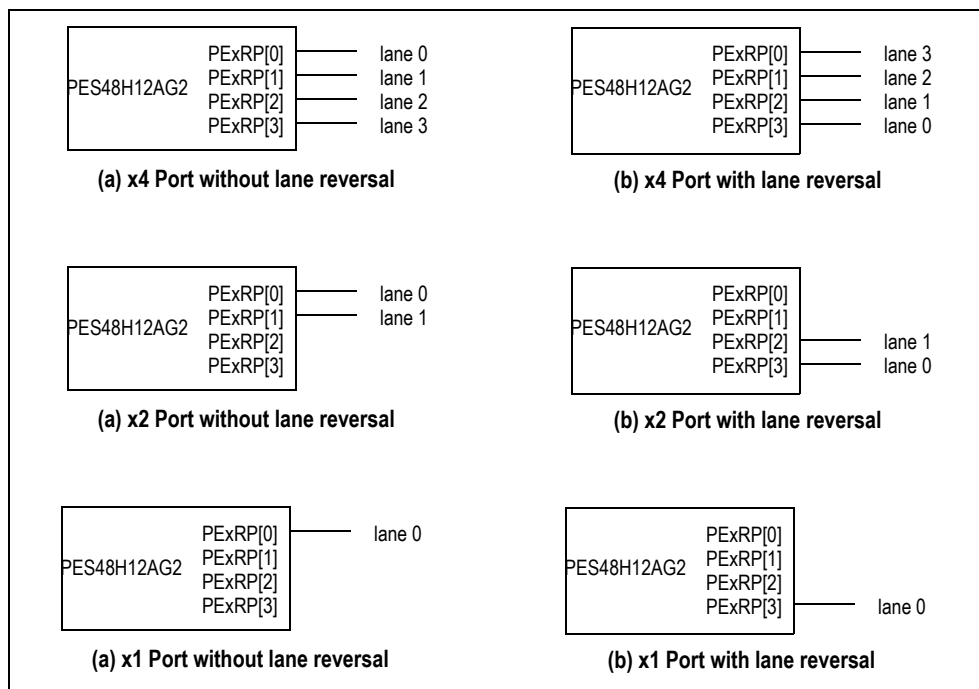 PES48H12AG2
PExRP[0] lane 0
PExRP[1] lane 1
PExRP[2] lane 2
PExRP[3] lane 3
(a) x4 Port without lane reversal
PES48H12AG2
PExRP[0] lane 3
PExRP[1] lane 2
PExRP[2] lane 1
PExRP[3] lane 0
(b) x4 Port with lane reversal
PES48H12AG2
PExRP[0] lane 0
PExRP[1] lane 1
PExRP[2]
PExRP[3]
(a) x2 Port without lane reversal
PES48H12AG2
PExRP[0]
PExRP[1]
PExRP[2] lane 1
PExRP[3] lane 0
(b) x2 Port with lane reversal
PES48H12AG2
PExRP[0] lane 0
PExRP[1]
PExRP[2]
PExRP[3]
(a) x1 Port without lane reversal
PES48H12AG2
PExRP[0]
PExRP[1]
PExRP[2]
PExRP[3] lane 0
(b) x1 Port with lane reversal